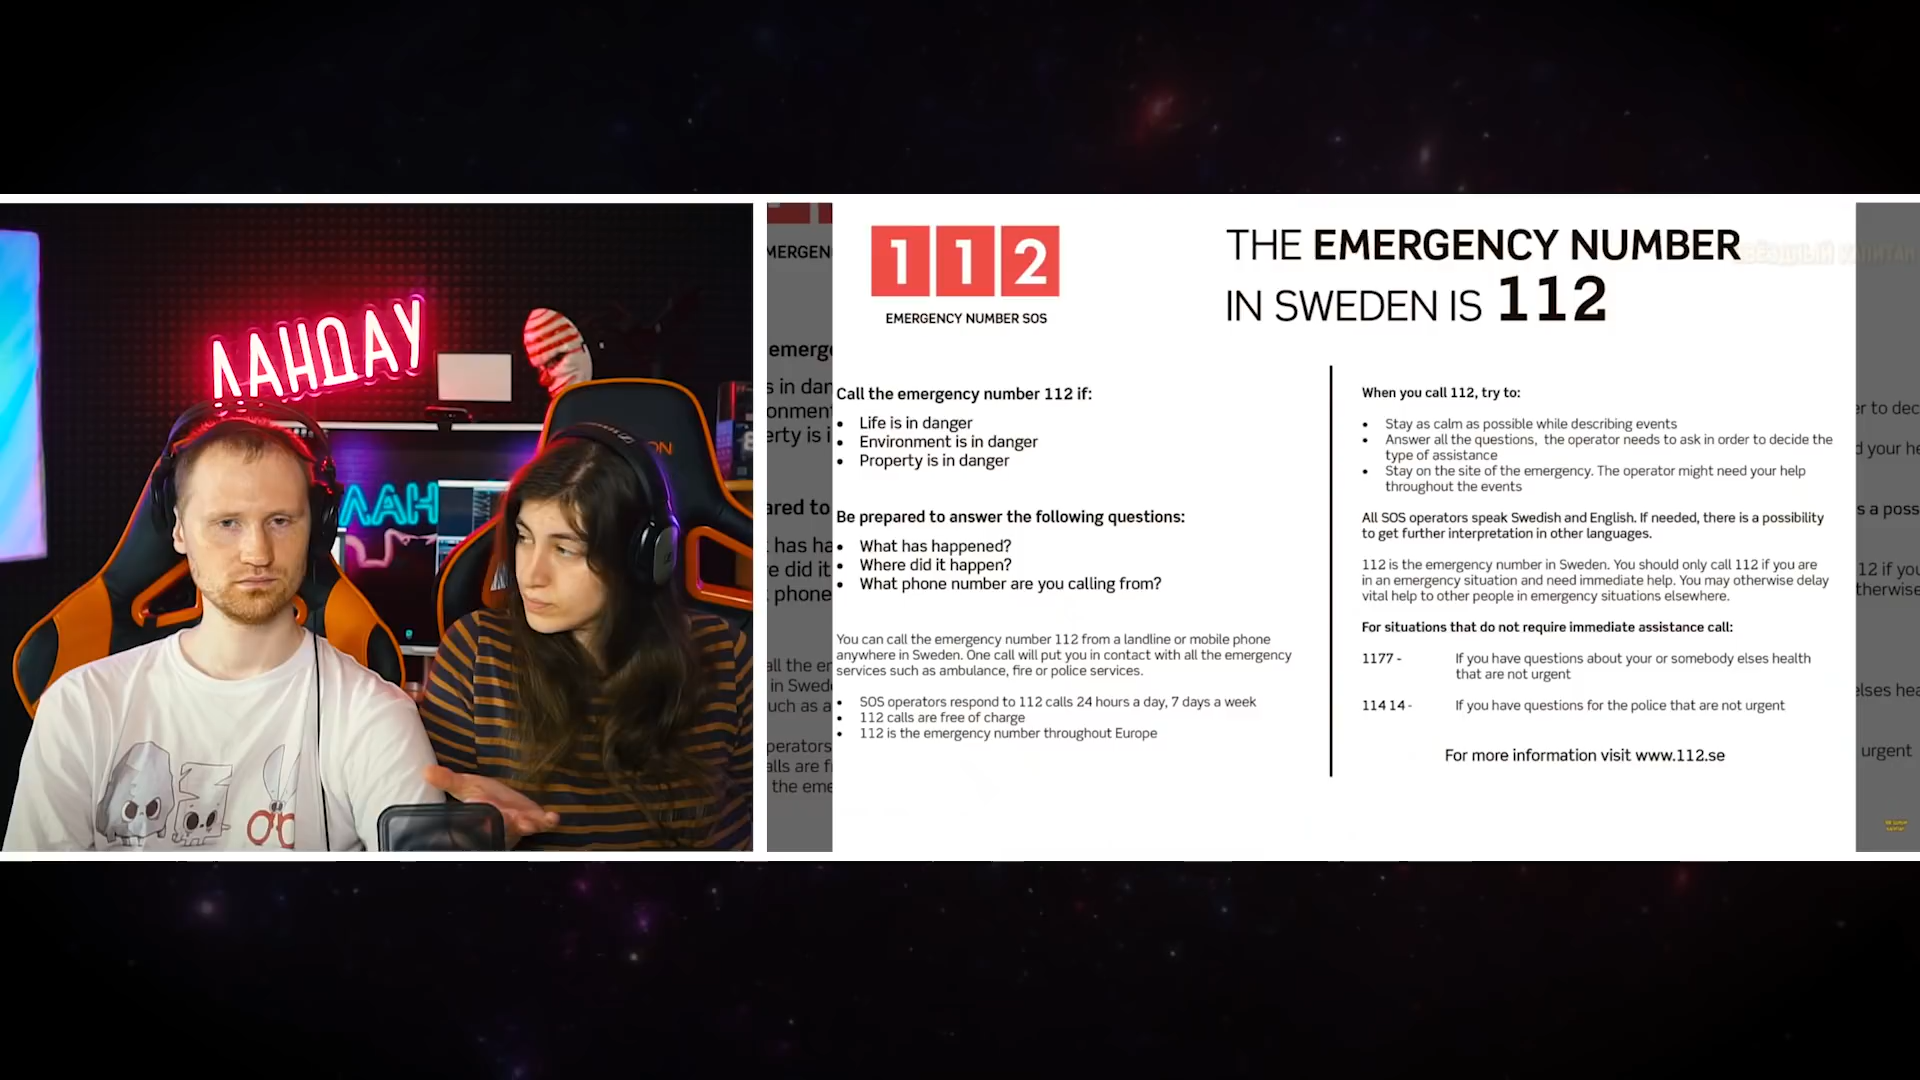 ЛАНДАУ
ЛАН
ON
112
EMERGENCY NUMBER SOS
THE EMERGENCY NUMBER
IN SWEDEN IS 112
Call the emergency number 112 if:
• Life is in danger
• Environment is in danger
• Property is in danger
Be prepared to answer the following questions:
• What has happened?
• Where did it happen?
• What phone number are you calling from?
You can call the emergency number 112 from a landline or mobile phone
anywhere in Sweden. One call will put you in contact with all the emergency
services such as ambulance, fire or police services.
• SOS operators respond to 112 calls 24 hours a day, 7 days a week
• 112 calls are free of charge
• 112 is the emergency number throughout Europe
When you call 112, try to:
• Stay as calm as possible while describing events
• Answer all the questions, the operator needs to ask in order to decide the
type of assistance
• Stay on the site of the emergency. The operator might need your help
throughout the events
All SOS operators speak Swedish and English. If needed, there is a possibility
to get further interpretation in other languages.
112 is the emergency number in Sweden. You should only call 112 if you are
in an emergency situation and need immediate help. You may otherwise delay
vital help to other people in emergency situations elsewhere.
For situations that do not require immediate assistance call:
1177 - If you have questions about your or somebody elses health
that are not urgent
114 14 - If you have questions for the police that are not urgent
For more information visit www.112.se